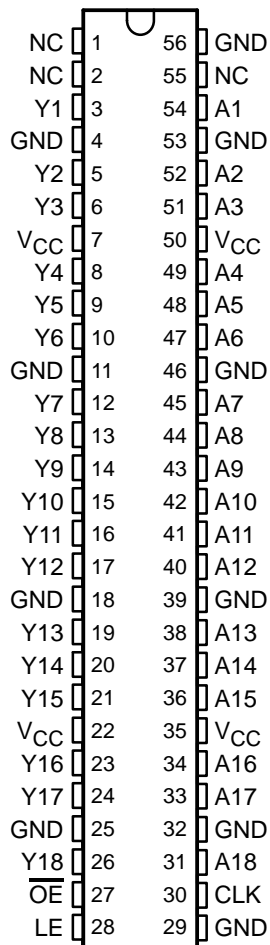 NC 1 56 GND
NC 2 55 NC
Y1 3 54 A1
GND 4 53 GND
Y2 5 52 A2
Y3 6 51 A3
VCC 7 50 VCC
Y4 8 49 A4
Y5 9 48 A5
Y6 10 47 A6
GND 11 46 GND
Y7 12 45 A7
Y8 13 44 A8
Y9 14 43 A9
Y10 15 42 A10
Y11 16 41 A11
Y12 17 40 A12
GND 18 39 GND
Y13 19 38 A13
Y14 20 37 A14
Y15 21 36 A15
VCC 22 35 VCC
Y16 23 34 A16
Y17 24 33 A17
GND 25 32 GND
Y18 26 31 A18
O̅E̅ 27 30 CLK
LE 28 29 GND